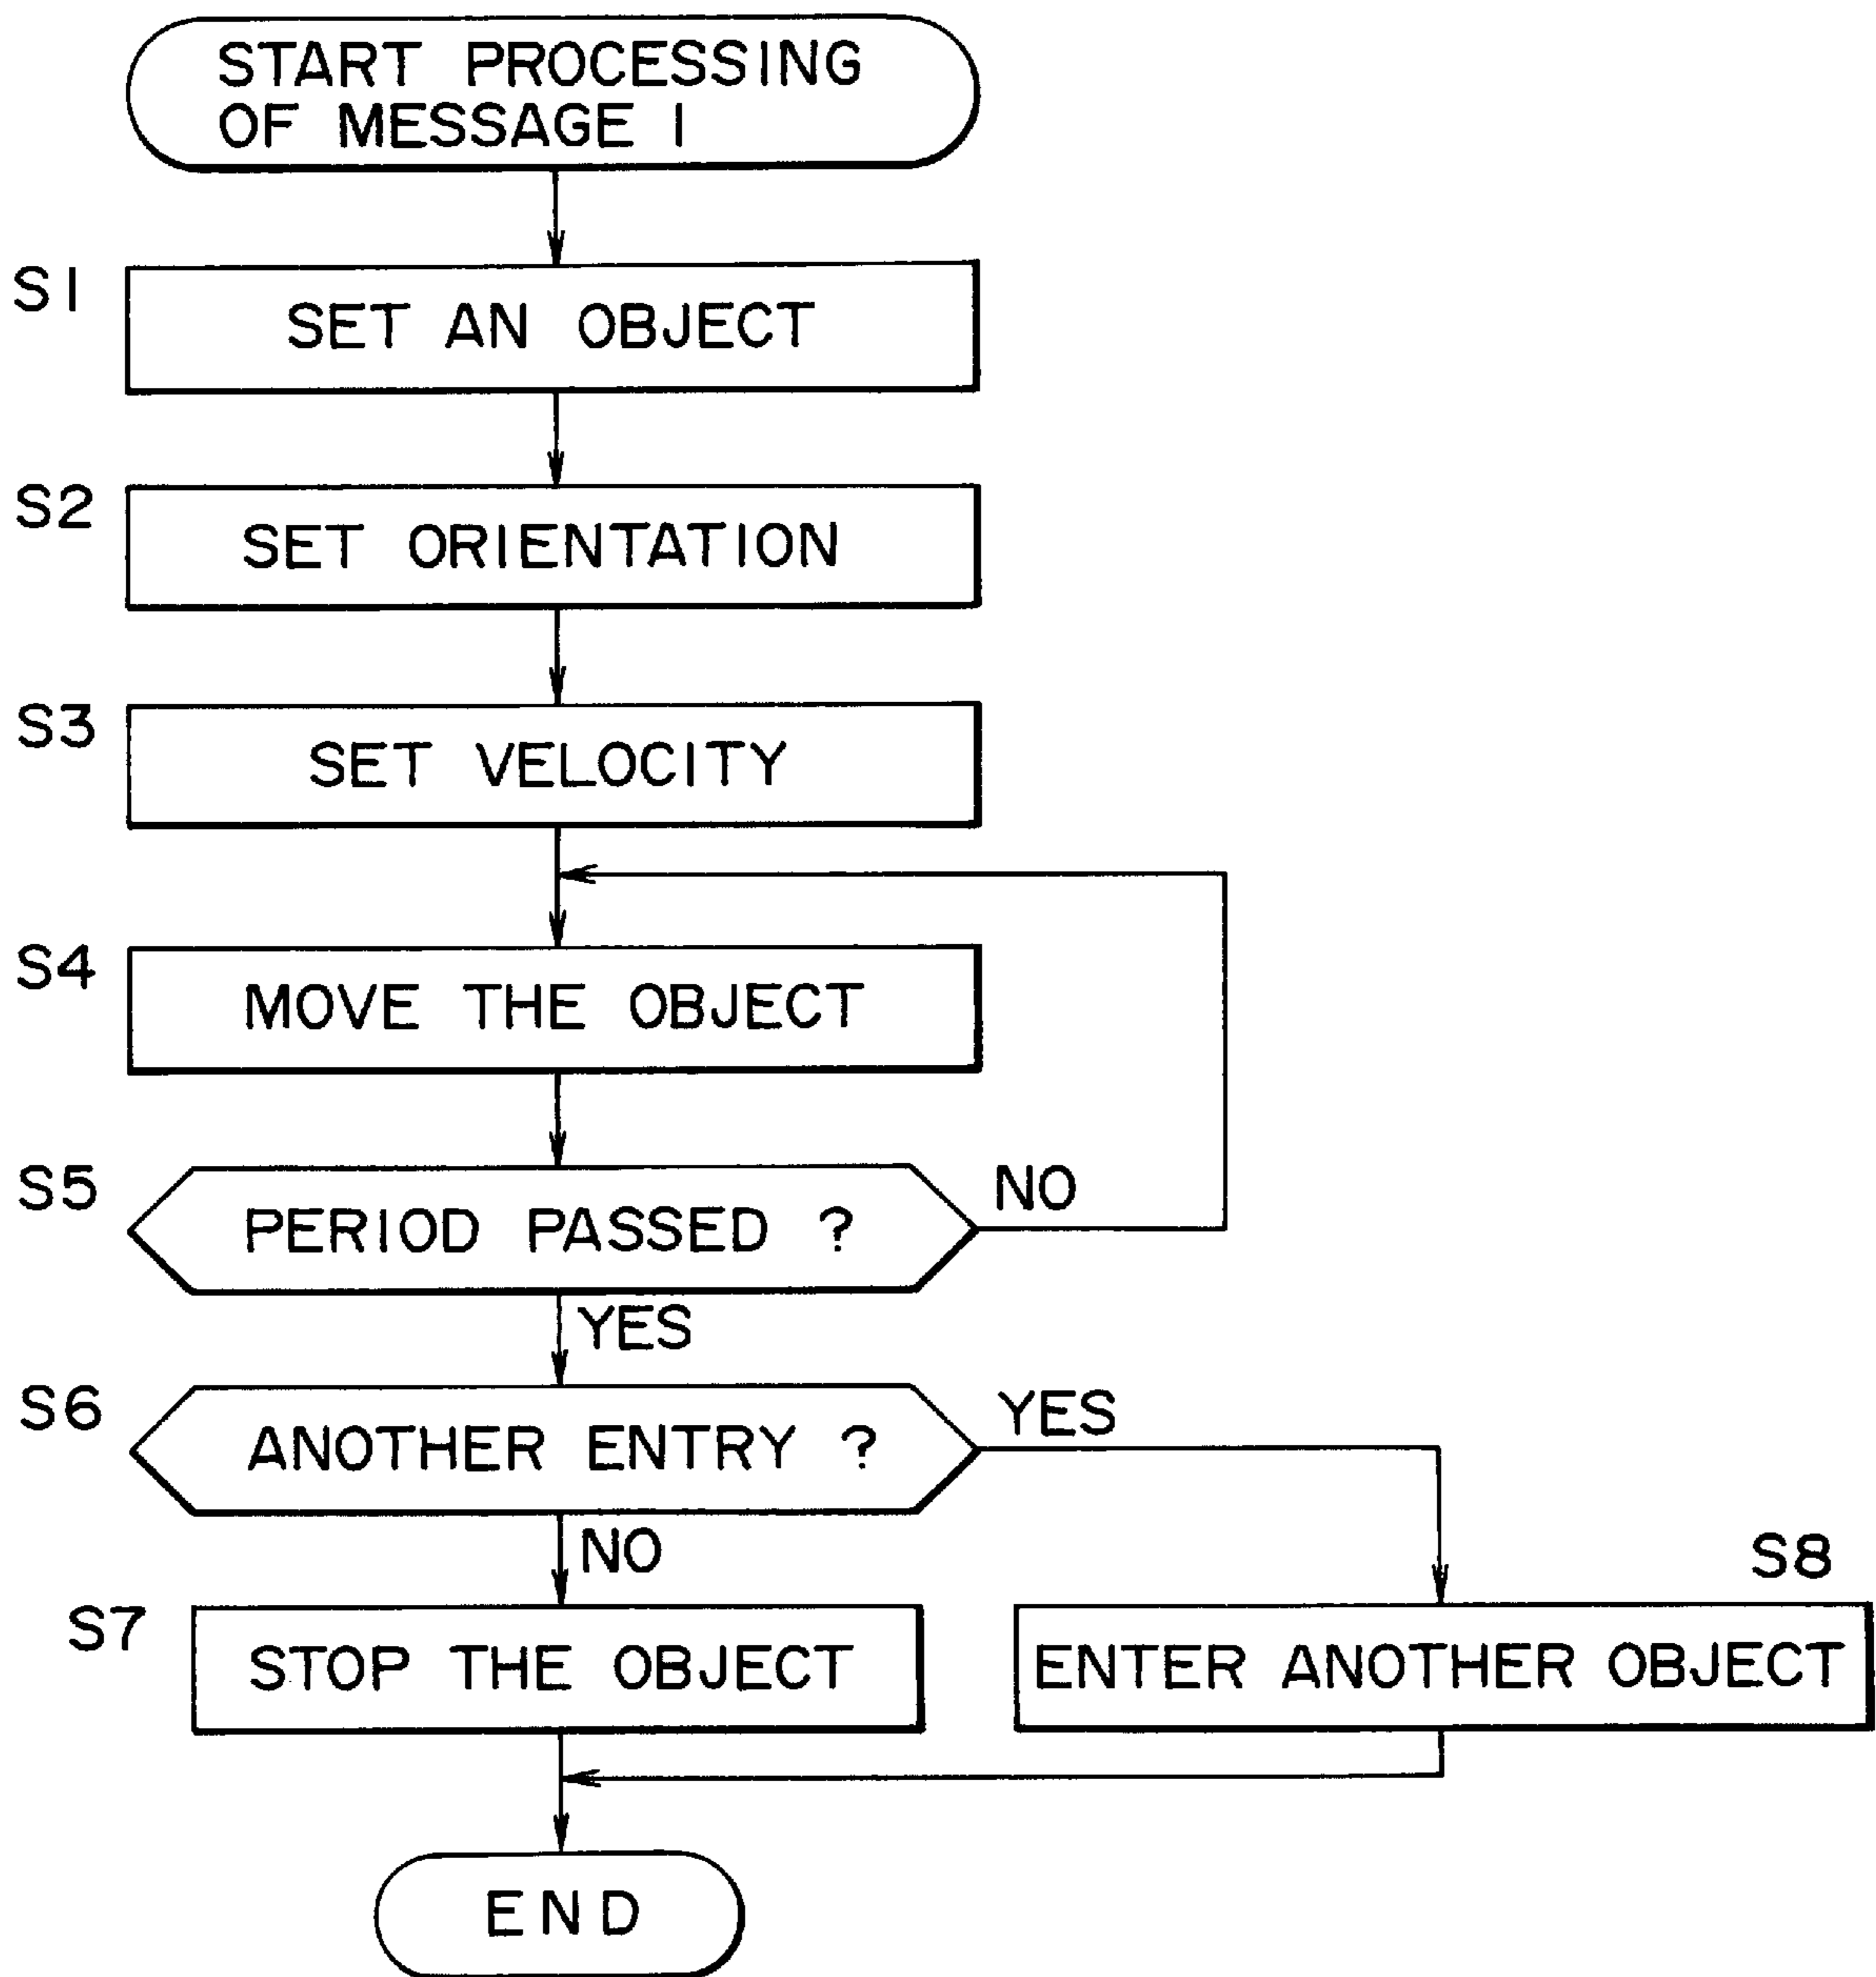 START PROCESSING
OF MESSAGE 1
S1
SET AN OBJECT
S2
SET ORIENTATION
S3
SET VELOCITY
S4
MOVE THE OBJECT
S5
PERIOD PASSED ?
NO
YES
S6
ANOTHER ENTRY ?
YES
NO
S7
STOP THE OBJECT
S8
ENTER ANOTHER OBJECT
END